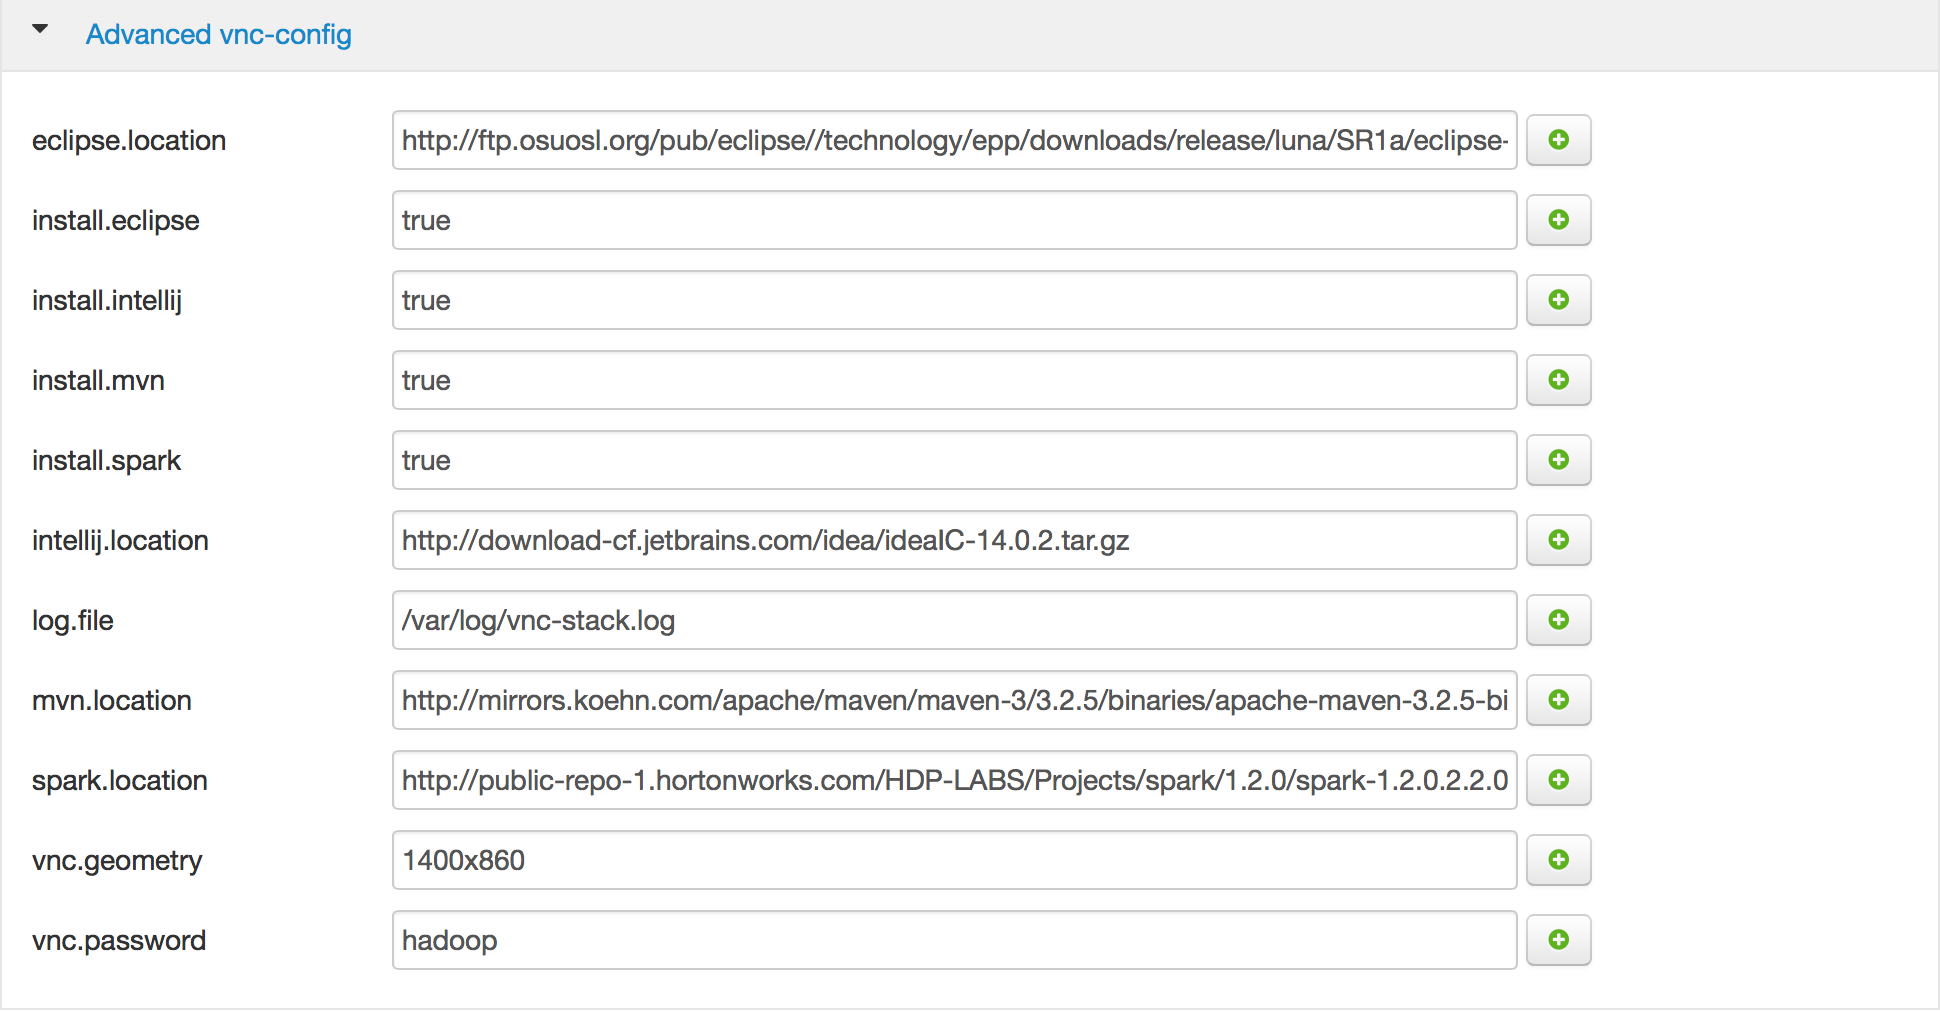 Advanced vnc-config
eclipse.location http://ftp.osuosl.org/pub/eclipse//technology/epp/downloads/release/luna/SR1a/eclipse-
install.eclipse true
install.intellij true
install.mvn true
install.spark true
intellij.location http://download-cf.jetbrains.com/idea/ideaIC-14.0.2.tar.gz
log.file /var/log/vnc-stack.log
mvn.location http://mirrors.koehn.com/apache/maven/maven-3/3.2.5/binaries/apache-maven-3.2.5-bi
spark.location http://public-repo-1.hortonworks.com/HDP-LABS/Projects/spark/1.2.0/spark-1.2.0.2.2.0
vnc.geometry 1400x860
vnc.password hadoop